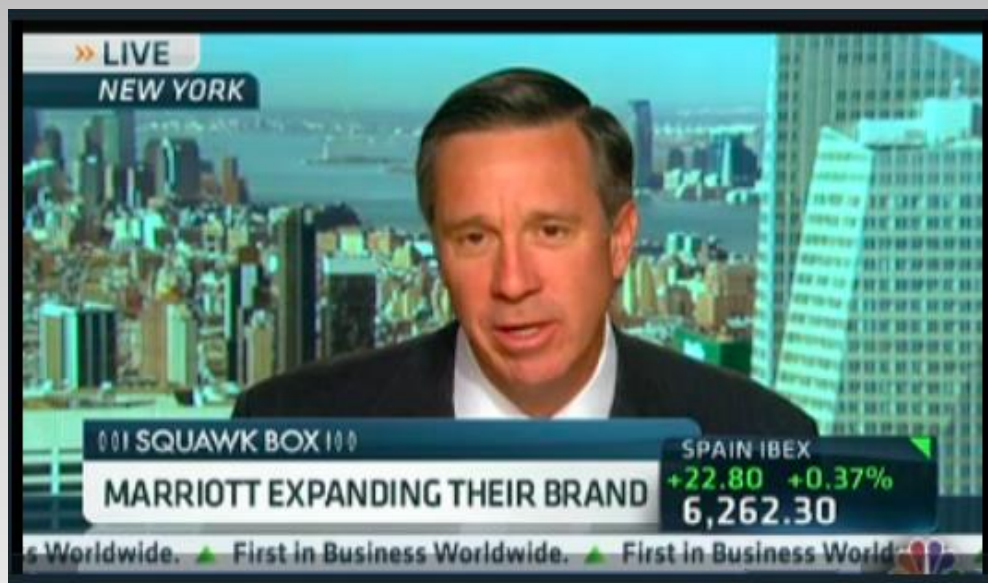 » LIVE
NEW YORK
SQUAWK BOX
MARRIOTT EXPANDING THEIR BRAND
SPAIN IBEX
+22.80 +0.37%
6,262.30
s Worldwide. ▲ First in Business Worldwide. ▲ First in Business World